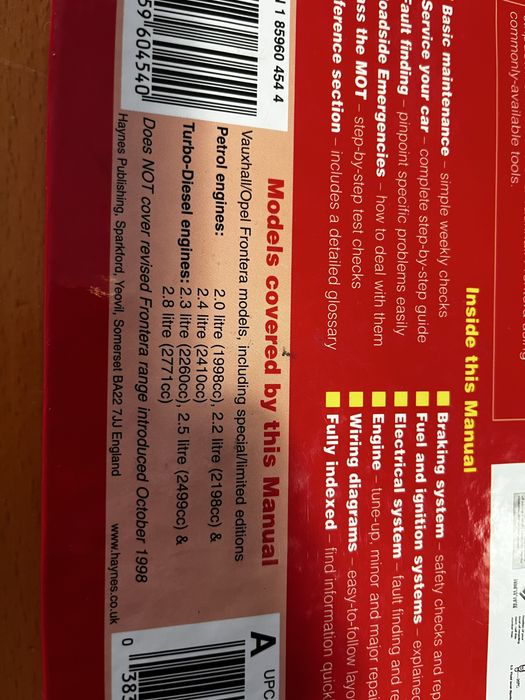 commonly-available tools.
Inside this Manual
Basic maintenance – simple weekly checks
Service your car – complete step-by-step guide
Fault finding – pinpoint specific problems easily
Roadside Emergencies – how to deal with them
Pass the MOT – step-by-step test checks
Reference section – includes a detailed glossary
Braking system – safety checks and rep
Fuel and ignition systems – explaine
Electrical system – fault finding and
Engine – tune-up, minor and major repa
Wiring diagrams – easy-to-follow layo
Fully indexed – find information quick
Models covered by this Manual
Vauxhall/Opel Frontera models, including special/limited editions
Petrol engines: 2.0 litre (1998cc), 2.2 litre (2198cc) &
2.4 litre (2410cc)
Turbo-Diesel engines: 2.3 litre (2260cc), 2.5 litre (2499cc) &
2.8 litre (2771cc)
Does NOT cover revised Frontera range introduced October 1998
Haynes Publishing, Sparkford, Yeovil, Somerset BA22 7JJ England www.haynes.co.uk
1 85960 454 4
591604540
A
UPC
0 383